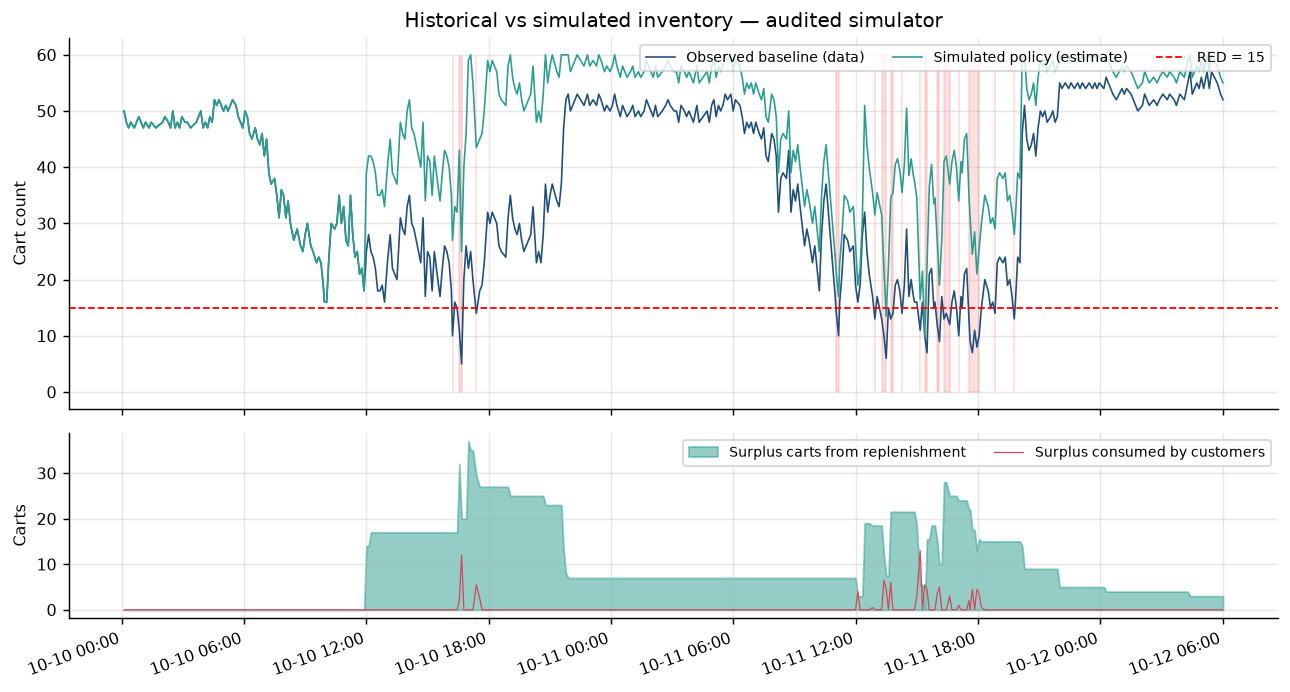 Historical vs simulated inventory — audited simulator
Observed baseline (data)
Simulated policy (estimate)
RED = 15
Cart count
60
50
40
30
20
10
0
Surplus carts from replenishment
Surplus consumed by customers
Carts
30
20
10
0
10-10 00:00
10-10 06:00
10-10 12:00
10-10 18:00
10-11 00:00
10-11 06:00
10-11 12:00
10-11 18:00
10-12 00:00
10-12 06:00